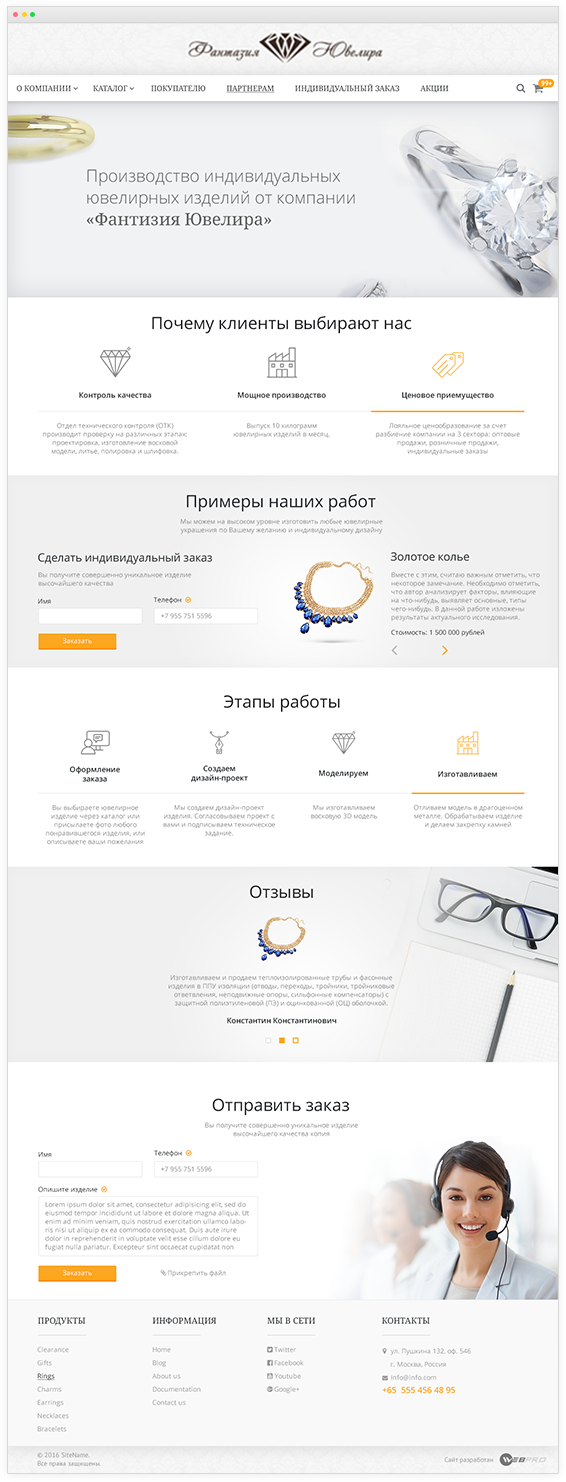 Фантазия Ювелира
О КОМПАНИИ КАТАЛОГ ПОКУПАТЕЛЮ ПАРТНЕРАМ ИНДИВИДУАЛЬНЫЙ ЗАКАЗ АКЦИИ 99+
Производство индивидуальных
ювелирных изделий от компании
«Фантизия Ювелира»
Почему клиенты выбирают нас
Контроль качества
Мощное производство
Ценовое приемущество
Отдел технического контроля (ОТК)
производит проверку на различных этапах:
проектировка, изготовление восковой
модели, литье, полировка и шлифовка.
Выпуск 10 килограмм
ювелирных изделий в месяц.
Лояльное ценообразование за счет
разбиение компании на 3 сектора: оптовые
продажи, розничные продажи,
индивидуальные заказы
Примеры наших работ
Мы можем на высоком уровне изготовить любые ювелирные
украшения по Вашему желанию и индивидуальному дизайну
Сделать индивидуальный заказ
Вы получите совершенно уникальное изделие
высочайшего качества
Имя
Телефон
+7 955 751 5596
Заказать
Золотое колье
Вместе с этим, считаю важным отметить, что
некоторое замечание. Необходимо отметить,
что автор анализирует факторы, влияющие
на что-нибудь, выявляет основные, типы
чего-нибудь. В данной работе изложены
результаты актуального исследования.
Стоимость: 1 500 000 рублей
Этапы работы
Оформление
заказа
Создаем
дизайн-проект
Моделируем
Изготавливаем
Вы выбираете ювелирное
изделие через каталог или
присылаете фото любого
понравившегося изделия, или
описываете ваши пожелания
Мы создаем дизайн-проект
изделия. Согласовываем проект с
вами и подписываем техническое
задание.
Мы изготавливаем
восковую 3D модель
Отливаем модель в драгоценном
металле. Обрабатываем изделие
и делаем закрепку камней
Отзывы
Изготавливаем и продаем теплоизолированные трубы и фасонные
изделия в ППУ изоляции (отводы, переходы, тройники, тройниковые
ответвления, неподвижные опоры, сильфонные компенсаторы) с
защитной полиэтиленовой (ПЭ) и оцинкованной (ОЦ) оболочкой.
Константин Константинович
Отправить заказ
Вы получите совершенно уникальное изделие
высочайшего качества копия
Имя
Телефон
+7 955 751 5596
Опишите изделие
Lorem ipsum dolor sit amet, consectetur adipisicing elit, sed do
eiusmod tempor incididunt ut labore et dolore magna aliqua. Ut
enim ad minim veniam, quis nostrud exercitation ullamco labo-
ris nisi ut aliquip ex ea commodo consequat. Duis aute irure
dolor in reprehenderit in voluptate velit esse cillum dolore eu
fugiat nulla pariatur. Excepteur sint occaecat cupidatat non
Заказать
Прикрепить файл
ПРОДУКТЫ
Clearance
Gifts
Rings
Charms
Earrings
Necklaces
Bracelets
ИНФОРМАЦИЯ
Home
Blog
About us
Documentation
Contact us
МЫ В СЕТИ
Twitter
Facebook
Youtube
Google+
КОНТАКТЫ
ул. Пушкина 132, оф. 546
г. Москва, Россия
info@info.com
+65 555 456 48 95
© 2016 SiteName.
Все права защищены.
Сайт разработан WEBPRO